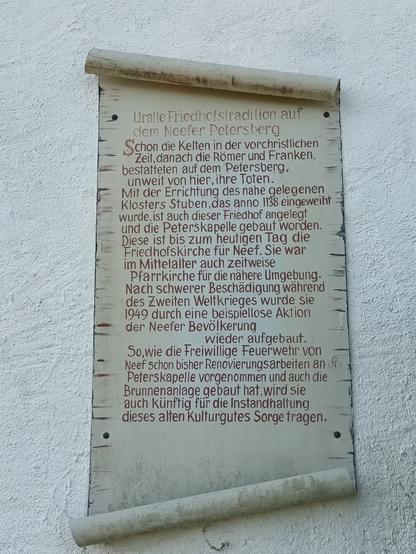 Uralte Friedhofstradition auf
dem Neefer Petersberg
Schon die Kelten in der vorchristlichen
Zeit, danach die Römer und Franken,
bestatteten auf dem Petersberg,
unweit von hier, ihre Toten.
Mit der Errichtung des nahe gelegenen
Klosters Stuben, das anno 1138 eingeweiht
wurde, ist auch dieser Friedhof angelegt
und die Peterskapelle gebaut worden.
Diese ist bis zum heutigen Tag die
Friedhofskirche für Neef. Sie war
im Mittelalter auch zeitweise
Pfarrkirche für die nähere Umgebung.
Nach schwerer Beschädigung während
des Zweiten Weltkrieges wurde sie
1949 durch eine beispiellose Aktion
der Neefer Bevölkerung
wieder aufgebaut.
So, wie die Freiwillige Feuerwehr von
Neef schon bisher Renovierungsarbeiten an der
Peterskapelle vorgenommen und auch die
Brunnenanlage gebaut hat, wird sie
auch künftig für die Instandhaltung
dieses alten Kulturgutes Sorge tragen.